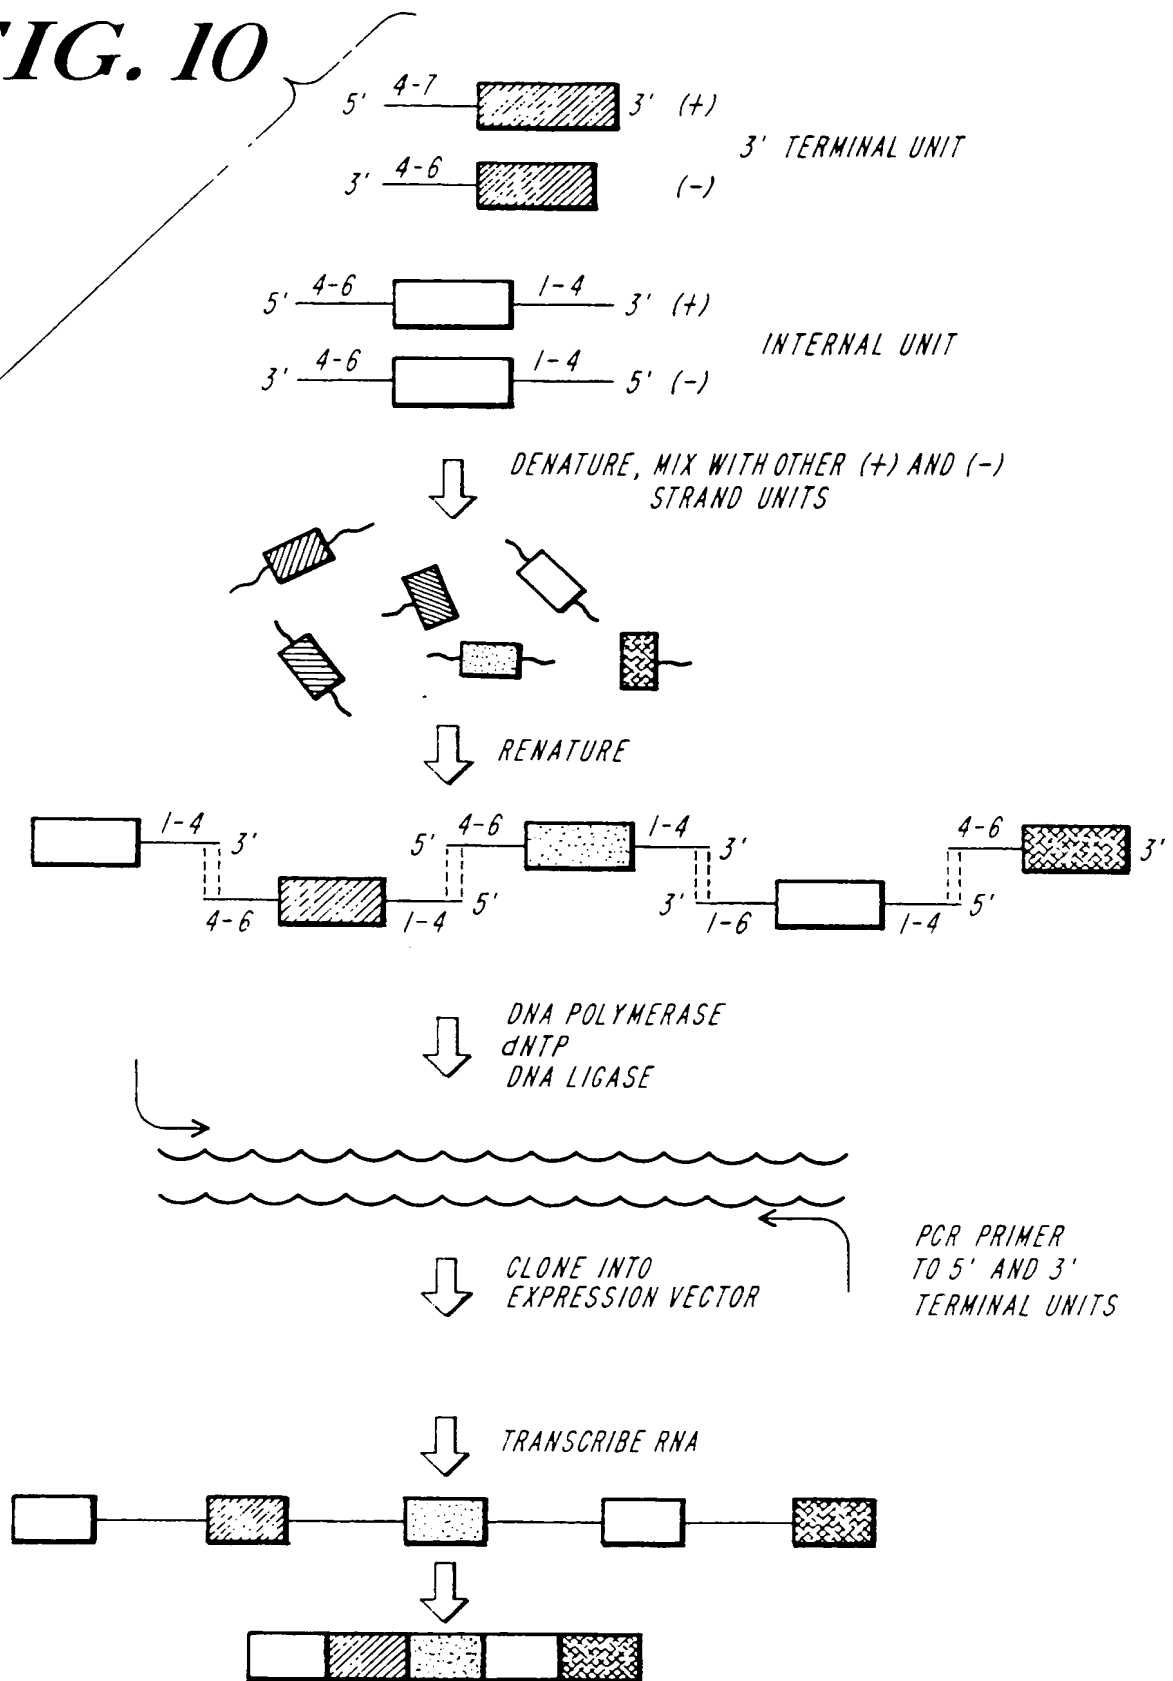 FIG. 10
5' 4-7 3' (+)
3' TERMINAL UNIT
3' 4-6 (-)
5' 4-6 1-4 3' (+)
INTERNAL UNIT
3' 4-6 1-4 5' (-)
DENATURE, MIX WITH OTHER (+) AND (-)
STRAND UNITS
RENATURE
1-4 3' 5' 4-6 1-4 3' 4-6 3'
4-6 1-4 5' 3' 1-6 1-4 5'
DNA POLYMERASE
dNTP
DNA LIGASE
PCR PRIMER
TO 5' AND 3'
TERMINAL UNITS
CLONE INTO
EXPRESSION VECTOR
TRANSCRIBE RNA